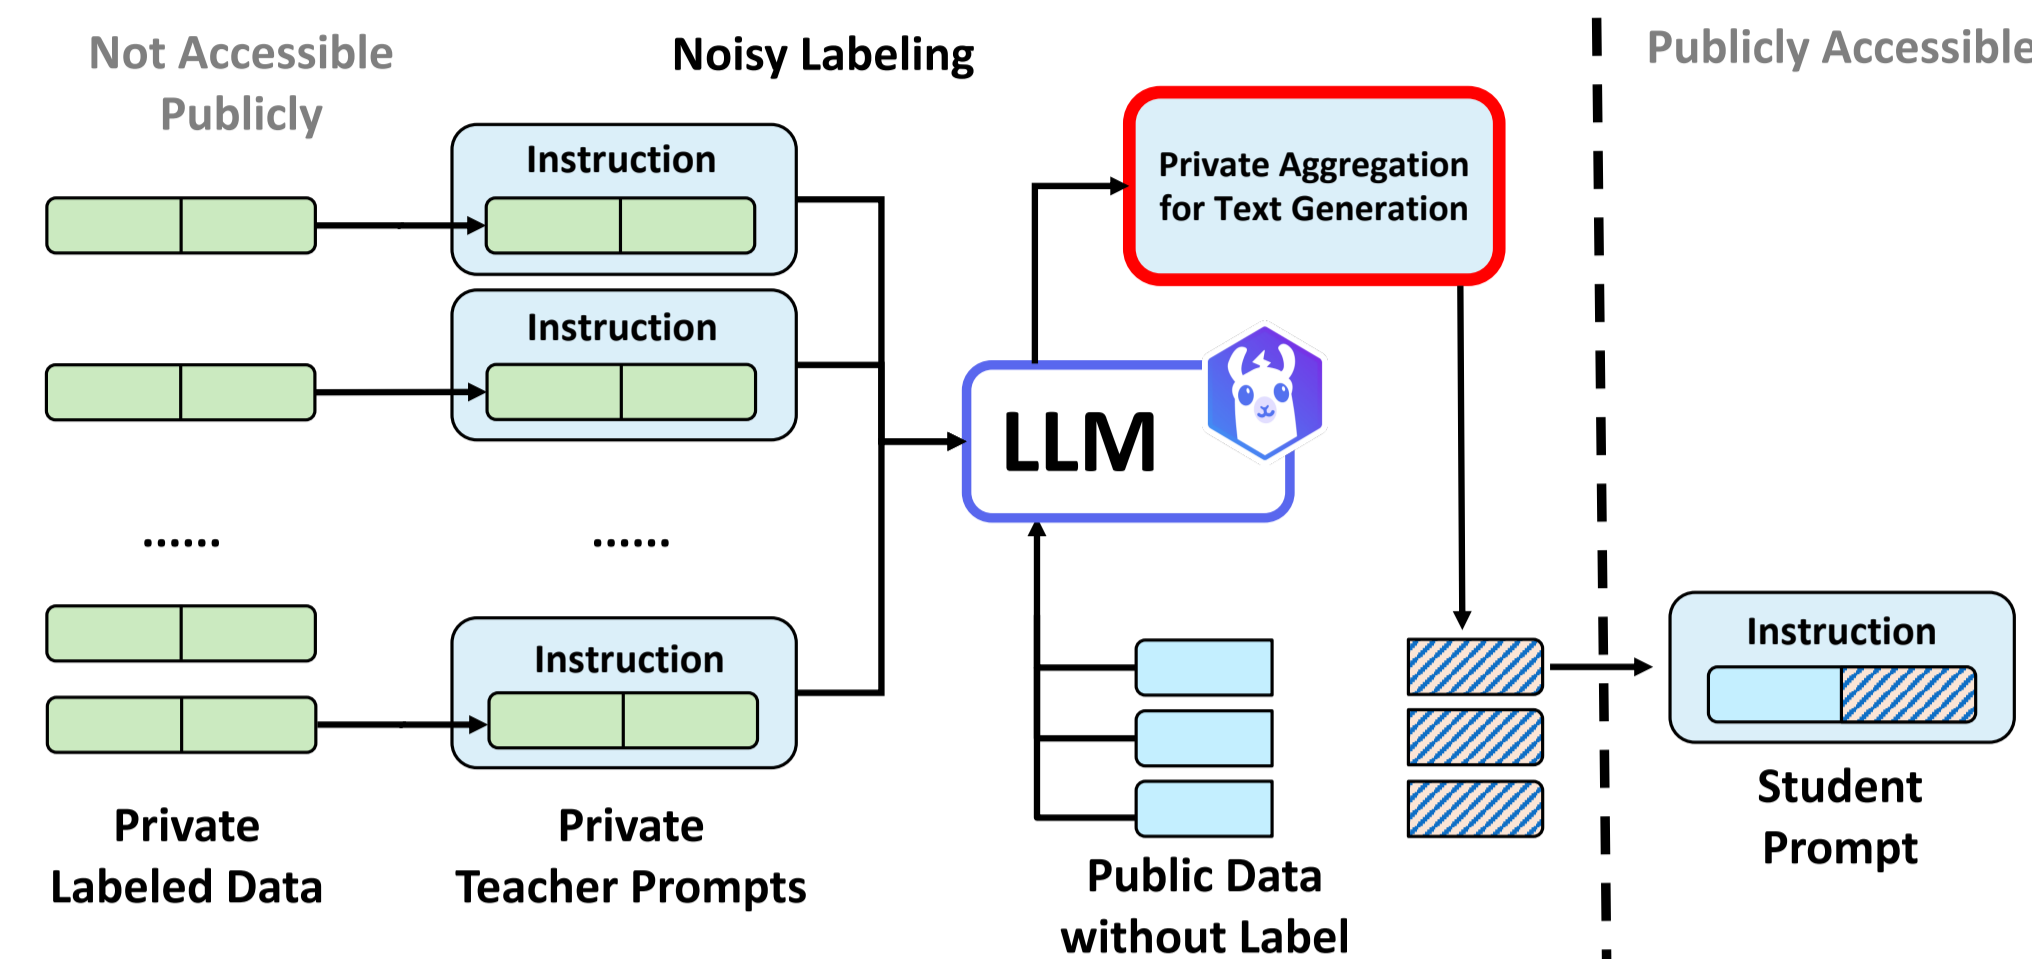 Not Accessible
Publicly
Noisy Labeling
Publicly Accessible
Instruction
Private Aggregation
for Text Generation
Instruction
LLM
......
......
Instruction
Instruction
Private
Labeled Data
Private
Teacher Prompts
Public Data
without Label
Student
Prompt